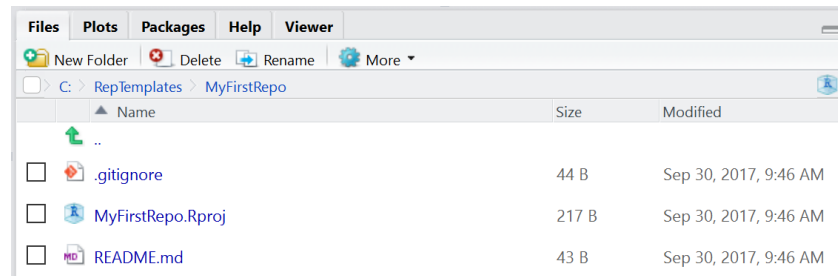 Files Plots Packages Help Viewer
New Folder Delete Rename More
C: RepTemplates MyFirstRepo
Name Size Modified
..
.gitignore 44 B Sep 30, 2017, 9:46 AM
MyFirstRepo.Rproj 217 B Sep 30, 2017, 9:46 AM
README.md 43 B Sep 30, 2017, 9:46 AM